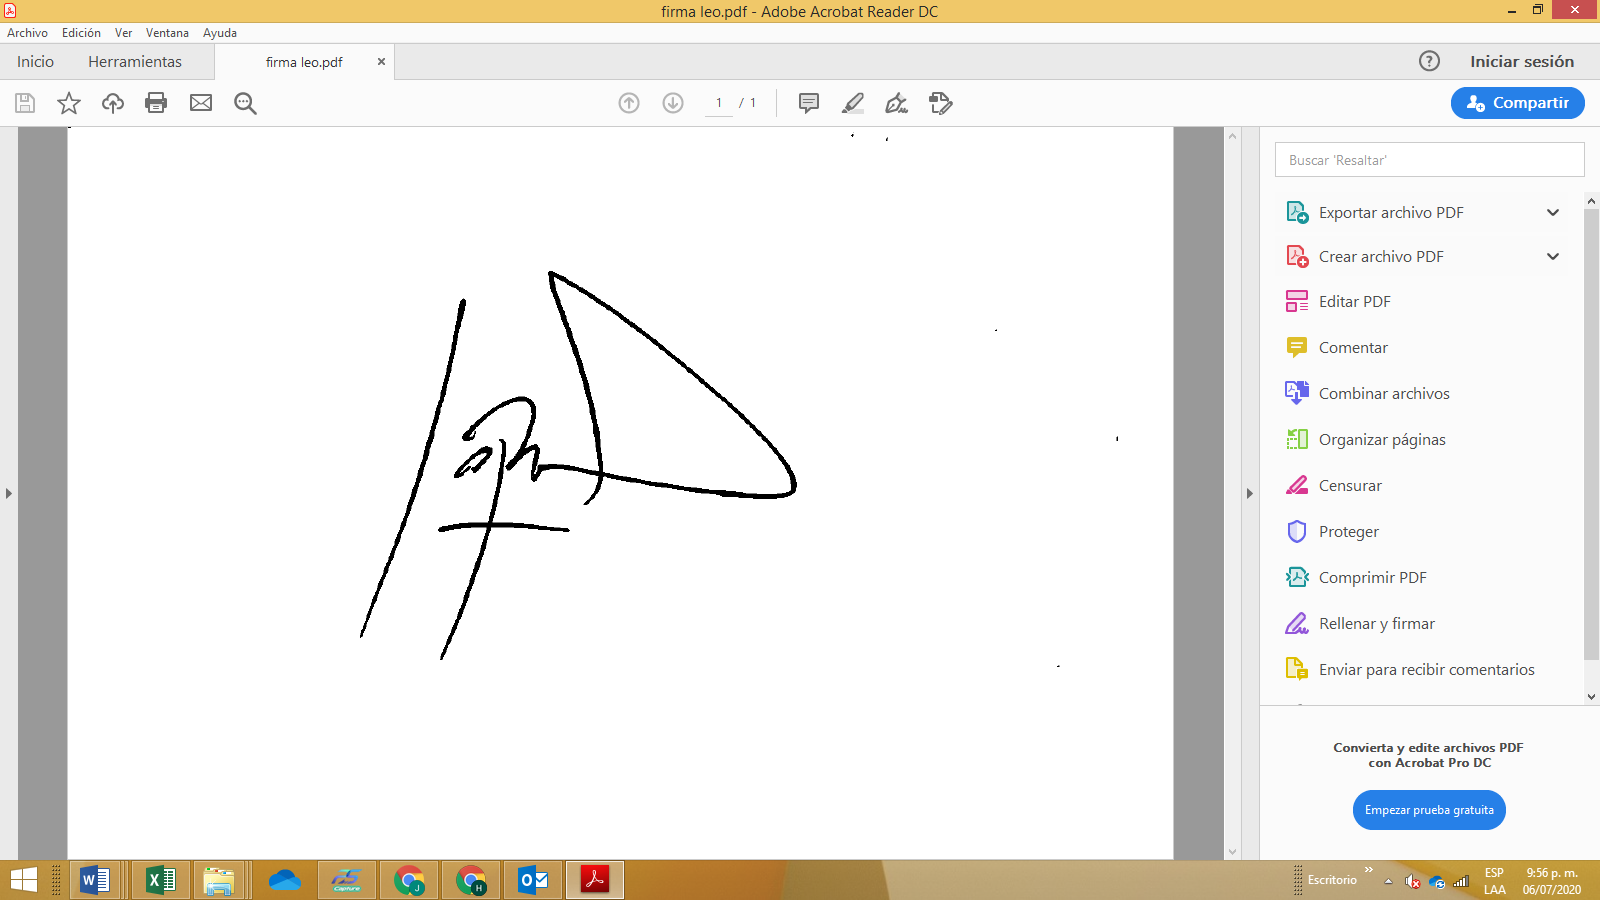 firma leo.pdf - Adobe Acrobat Reader DC
Archivo Edición Ver Ventana Ayuda
Inicio Herramientas firma leo.pdf Iniciar sesión
1 / 1 Compartir
Buscar 'Resaltar'
Exportar archivo PDF
Crear archivo PDF
Editar PDF
Comentar
Combinar archivos
Organizar páginas
Censurar
Proteger
Comprimir PDF
Rellenar y firmar
Enviar para recibir comentarios
Convierta y edite archivos PDF
con Acrobat Pro DC
Empezar prueba gratuita
Escritorio ESP 9:56 p. m.
LAA 06/07/2020